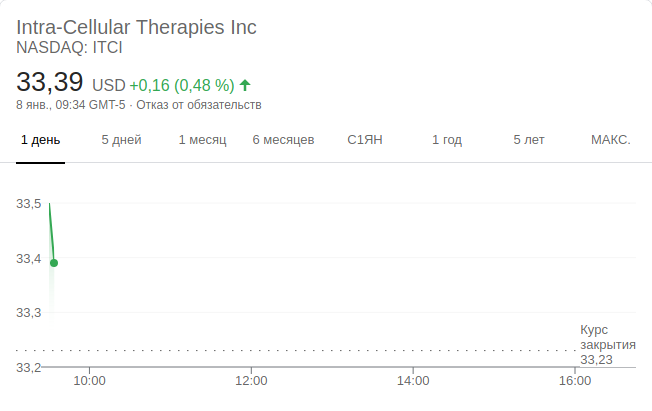 Intra-Cellular Therapies Inc
NASDAQ: ITCI
33,39 USD +0,16 (0,48 %)
8 янв., 09:34 GMT-5 · Отказ от обязательств
1 день 5 дней 1 месяц 6 месяцев С1ЯН 1 год 5 лет МАКС.
33,5
33,4
33,3
Курс
закрытия
33,23
33,2
10:00 12:00 14:00 16:00